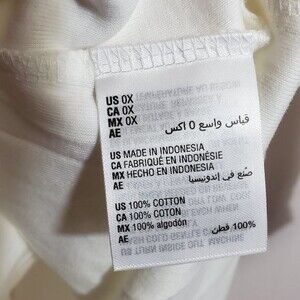 US 0X
CA 0X
MX 0X
AE قياس واسع 0 اكس
US MADE IN INDONESIA
CA FABRIQUÉ EN INDONÉSIE
MX HECHO EN INDONESIA
AE صنع في إندونيسيا
US 100% COTTON
CA 100% COTON
MX 100% algodón
AE 100% قطن